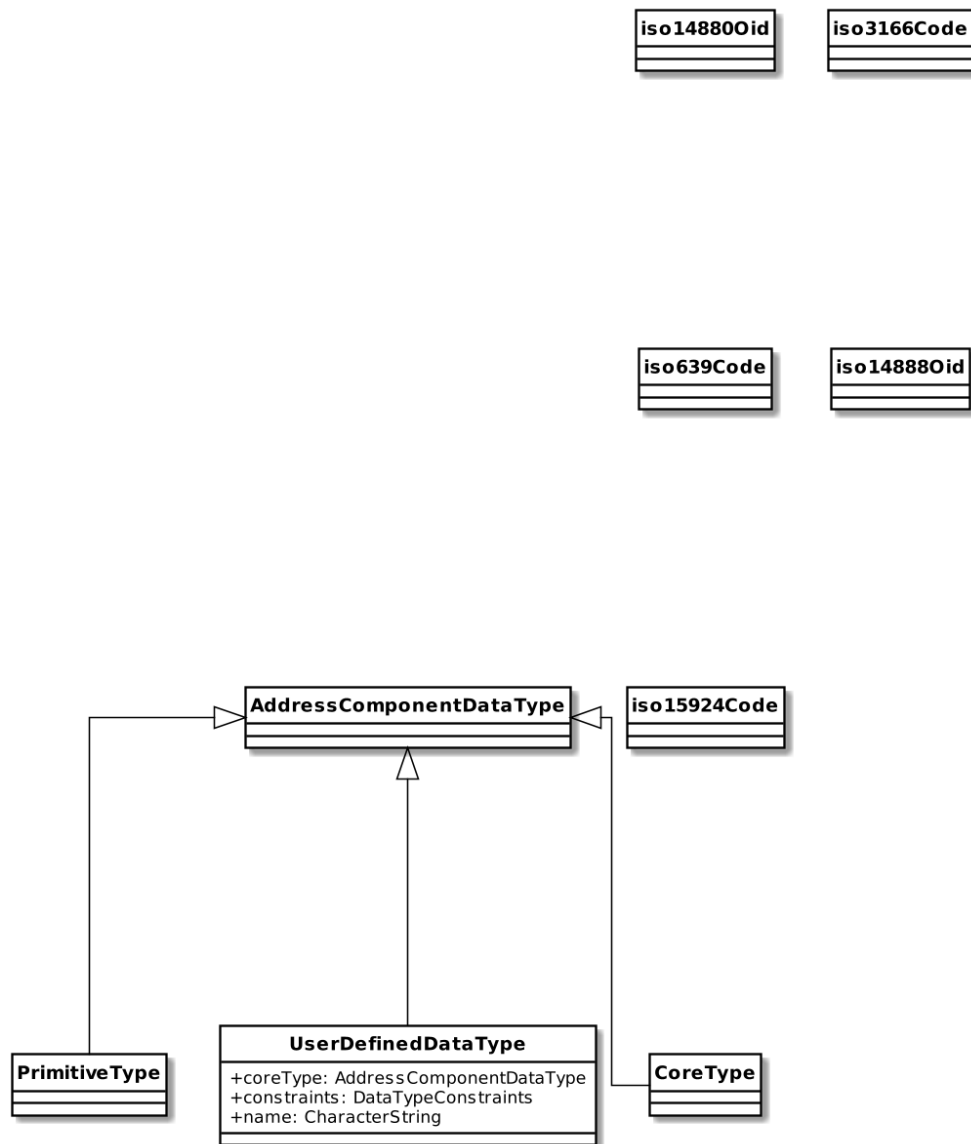 iso14880Oid
iso3166Code
iso639Code
iso14888Oid
AddressComponentDataType
iso15924Code
PrimitiveType
UserDefinedDataType
+coreType: AddressComponentDataType
+constraints: DataTypeConstraints
+name: CharacterString
CoreType